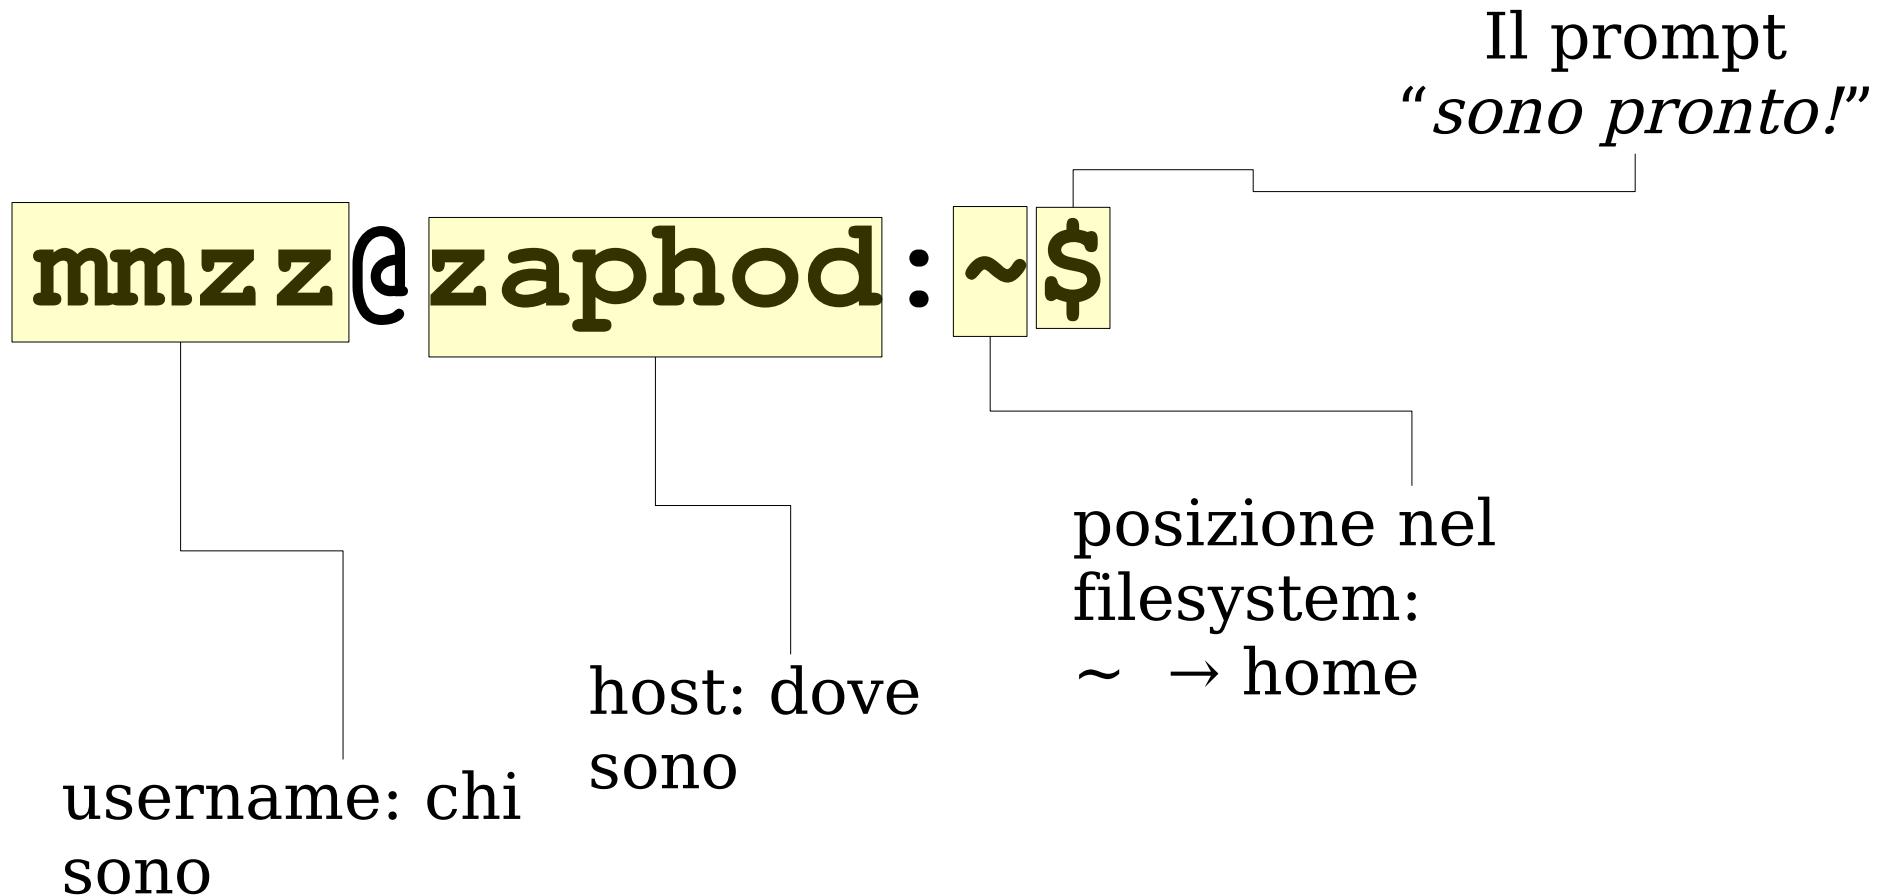 Il prompt
“sono pronto!”
mmzz@zaphod:~$
posizione nel
filesystem:
~ → home
host: dove
sono
username: chi
sono